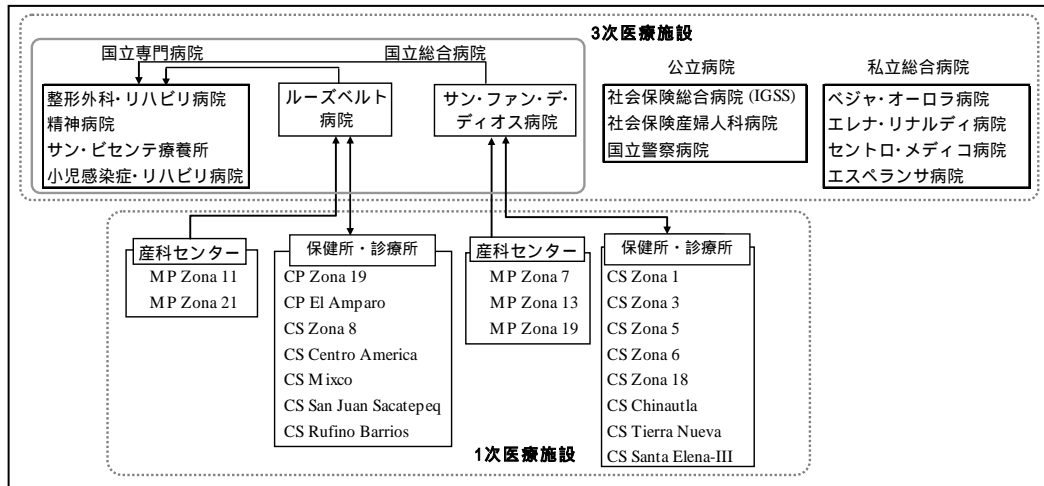 3次医療施設
国立専門病院
国立総合病院
公立病院
私立総合病院
整形外科・リハビリ病院
精神病院
サン・ビセンテ療養所
小児感染症・リハビリ病院
ルーズベルト
病院
サン・ファン・デ・
ディオス病院
社会保険総合病院 (IGSS)
社会保険産婦人科病院
国立警察病院
ベジャ・オーロラ病院
エレナ・リナルディ病院
セントロ・メディコ病院
エスペランサ病院
産科センター
MP Zona 11
MP Zona 21
保健所・診療所
CP Zona 19
CP El Amparo
CS Zona 8
CS Centro America
CS Mixco
CS San Juan Sacatepeq
CS Rufino Barrios
産科センター
MP Zona 7
MP Zona 13
MP Zona 19
保健所・診療所
CS Zona 1
CS Zona 3
CS Zona 5
CS Zona 6
CS Zona 18
CS Chinautla
CS Tierra Nueva
CS Santa Elena-III
1次医療施設